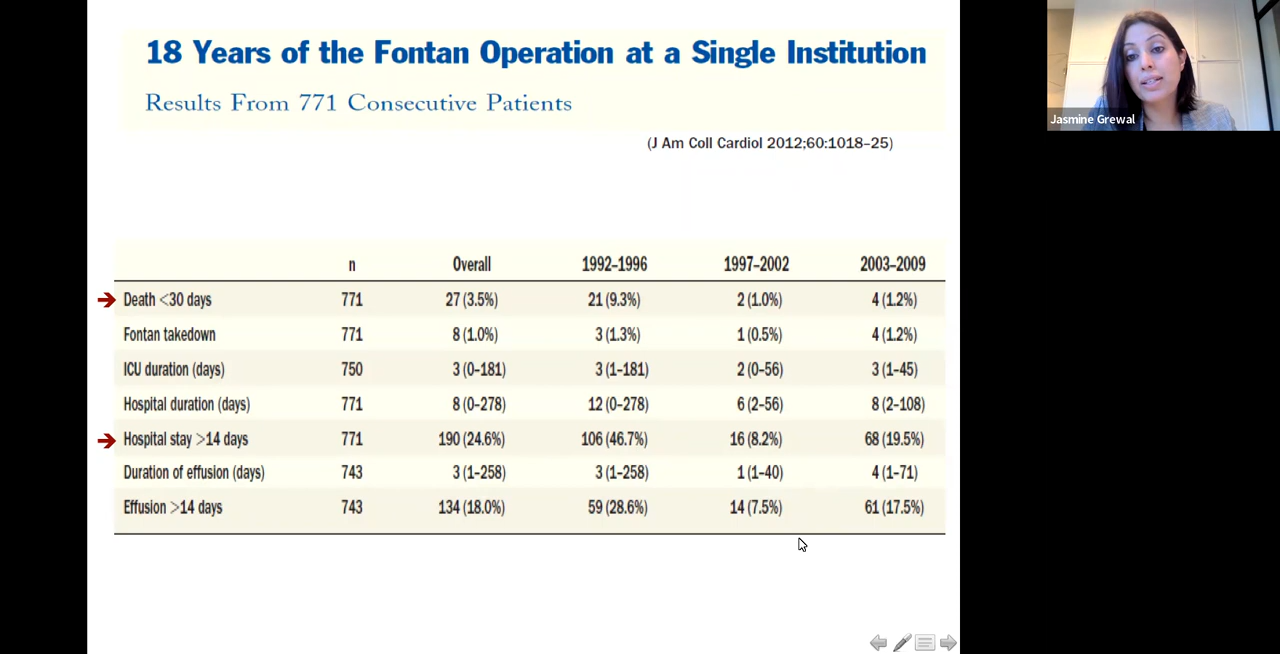 18 Years of the Fontan Operation at a Single Institution
Results From 771 Consecutive Patients
(J Am Coll Cardiol 2012;60:1018–25)
Jasmine Grewal
n Overall 1992–1996 1997–2002 2003–2009
Death <30 days 771 27 (3.5%) 21 (9.3%) 2 (1.0%) 4 (1.2%)
Fontan takedown 771 8 (1.0%) 3 (1.3%) 1 (0.5%) 4 (1.2%)
ICU duration (days) 750 3 (0–181) 3 (1–181) 2 (0–56) 3 (1–45)
Hospital duration (days) 771 8 (0–278) 12 (0–278) 6 (2–56) 8 (2–108)
Hospital stay >14 days 771 190 (24.6%) 106 (46.7%) 16 (8.2%) 68 (19.5%)
Duration of effusion (days) 743 3 (1–258) 3 (1–258) 1 (1–40) 4 (1–71)
Effusion >14 days 743 134 (18.0%) 59 (28.6%) 14 (7.5%) 61 (17.5%)